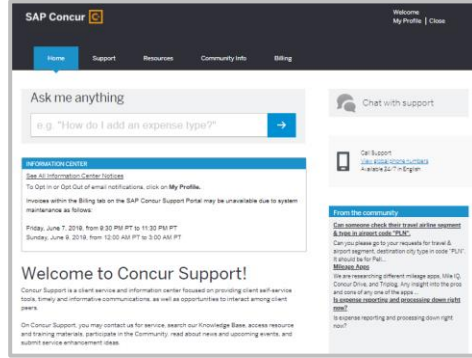 SAP Concur C
Welcome
My Profile | Close
Home Support Resources Community Info Billing
Ask me anything
e.g. "How do I add an expense type?"
Chat with support
INFORMATION CENTER
See All Information Center Notices
To Opt In or Opt Out of email notifications, click on My Profile.
Invoices within the Billing tab on the SAP Concur Support Portal may be unavailable due to system
maintenance as follows:
Friday, June 7, 2019, from 8:30 PM PT to 11:30 PM PT
Sunday, June 9, 2019, from 12:00 AM PT to 3:00 AM PT
Call Support
View global phone numbers
Available 24/7 in English
Welcome to Concur Support!
Concur Support is a client service and information center focused on providing client self-service
tools, timely and informative communications, as well as opportunities to interact among client
peers.
On Concur Support, you may contact us for service, search our Knowledge Base, access resource
and training materials, participate in the Community, read about news and upcoming events, and
submit service enhancement ideas.
From the community
Can someone check their travel airline segment
& type in airport code "PLN".
Can you please go to your requests for travel &
airport segment, destination city type in code "PLN".
It should be for Pell...
Mileage Apps
We are researching different mileage apps, Mile IQ,
Concur Drive, and Triplog. Any insight into the pros
and cons of any one of the apps ...
Is expense reporting and processing down right
now?
Is expense reporting and processing down right
now?